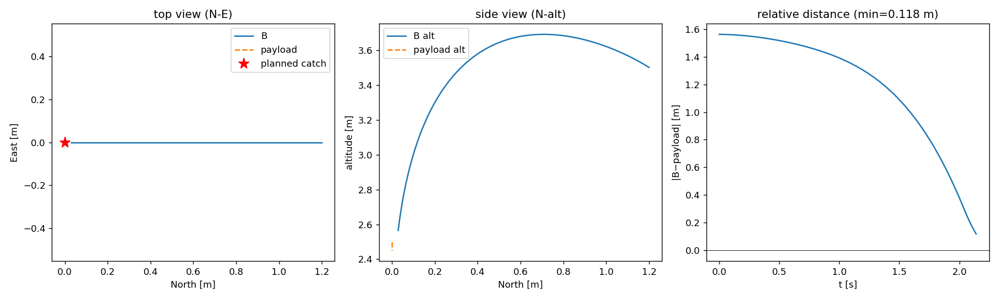 top view (N-E)
B
payload
planned catch
0.4
0.2
0.0
−0.2
−0.4
East [m]
0.0 0.2 0.4 0.6 0.8 1.0 1.2
North [m]
side view (N-alt)
B alt
payload alt
3.6
3.4
3.2
3.0
2.8
2.6
2.4
altitude [m]
0.0 0.2 0.4 0.6 0.8 1.0 1.2
North [m]
relative distance (min=0.118 m)
1.6
1.4
1.2
1.0
0.8
0.6
0.4
0.2
0.0
|B−payload| [m]
0.0 0.5 1.0 1.5 2.0
t [s]